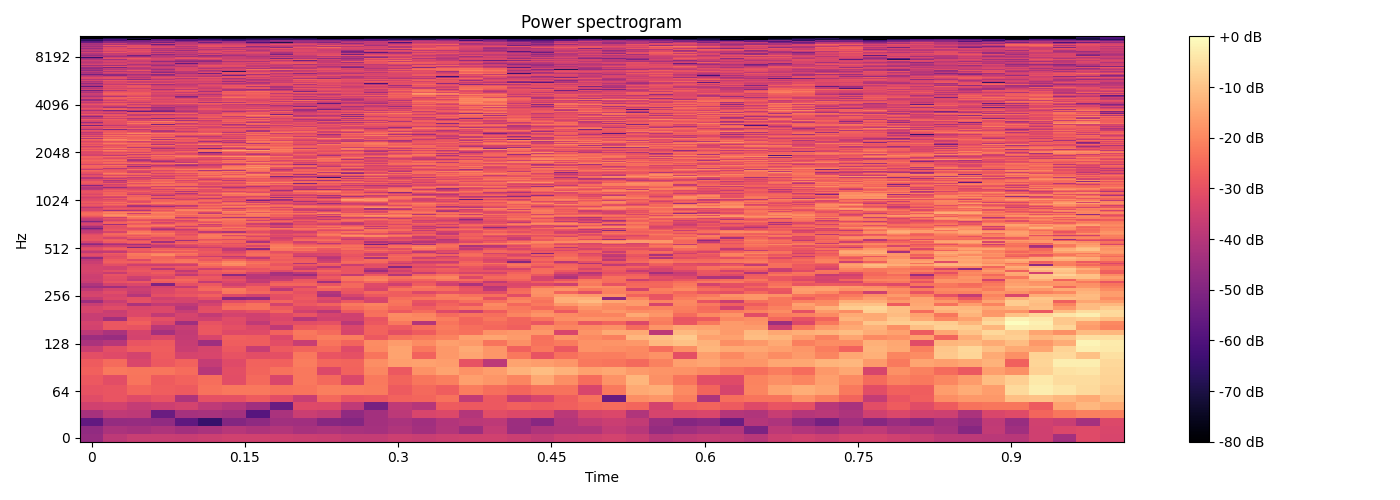 Power spectrogram
Hz
8192
4096
2048
1024
512
256
128
64
0
0 0.15 0.3 0.45 0.6 0.75 0.9
Time
+0 dB
-10 dB
-20 dB
-30 dB
-40 dB
-50 dB
-60 dB
-70 dB
-80 dB